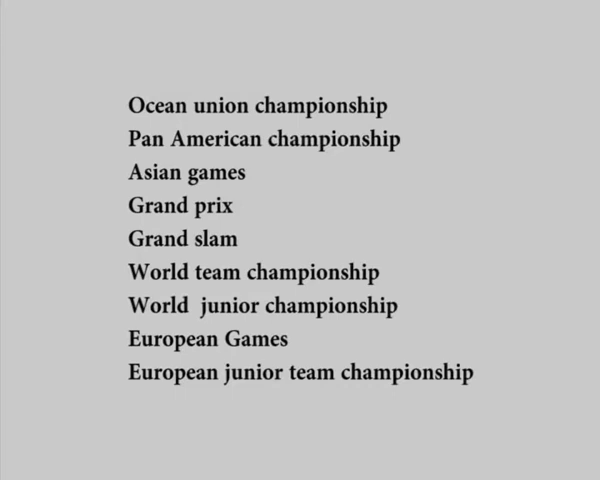 Ocean union championship
Pan American championship
Asian games
Grand prix
Grand slam
World team championship
World  junior championship
European Games
European junior team championship